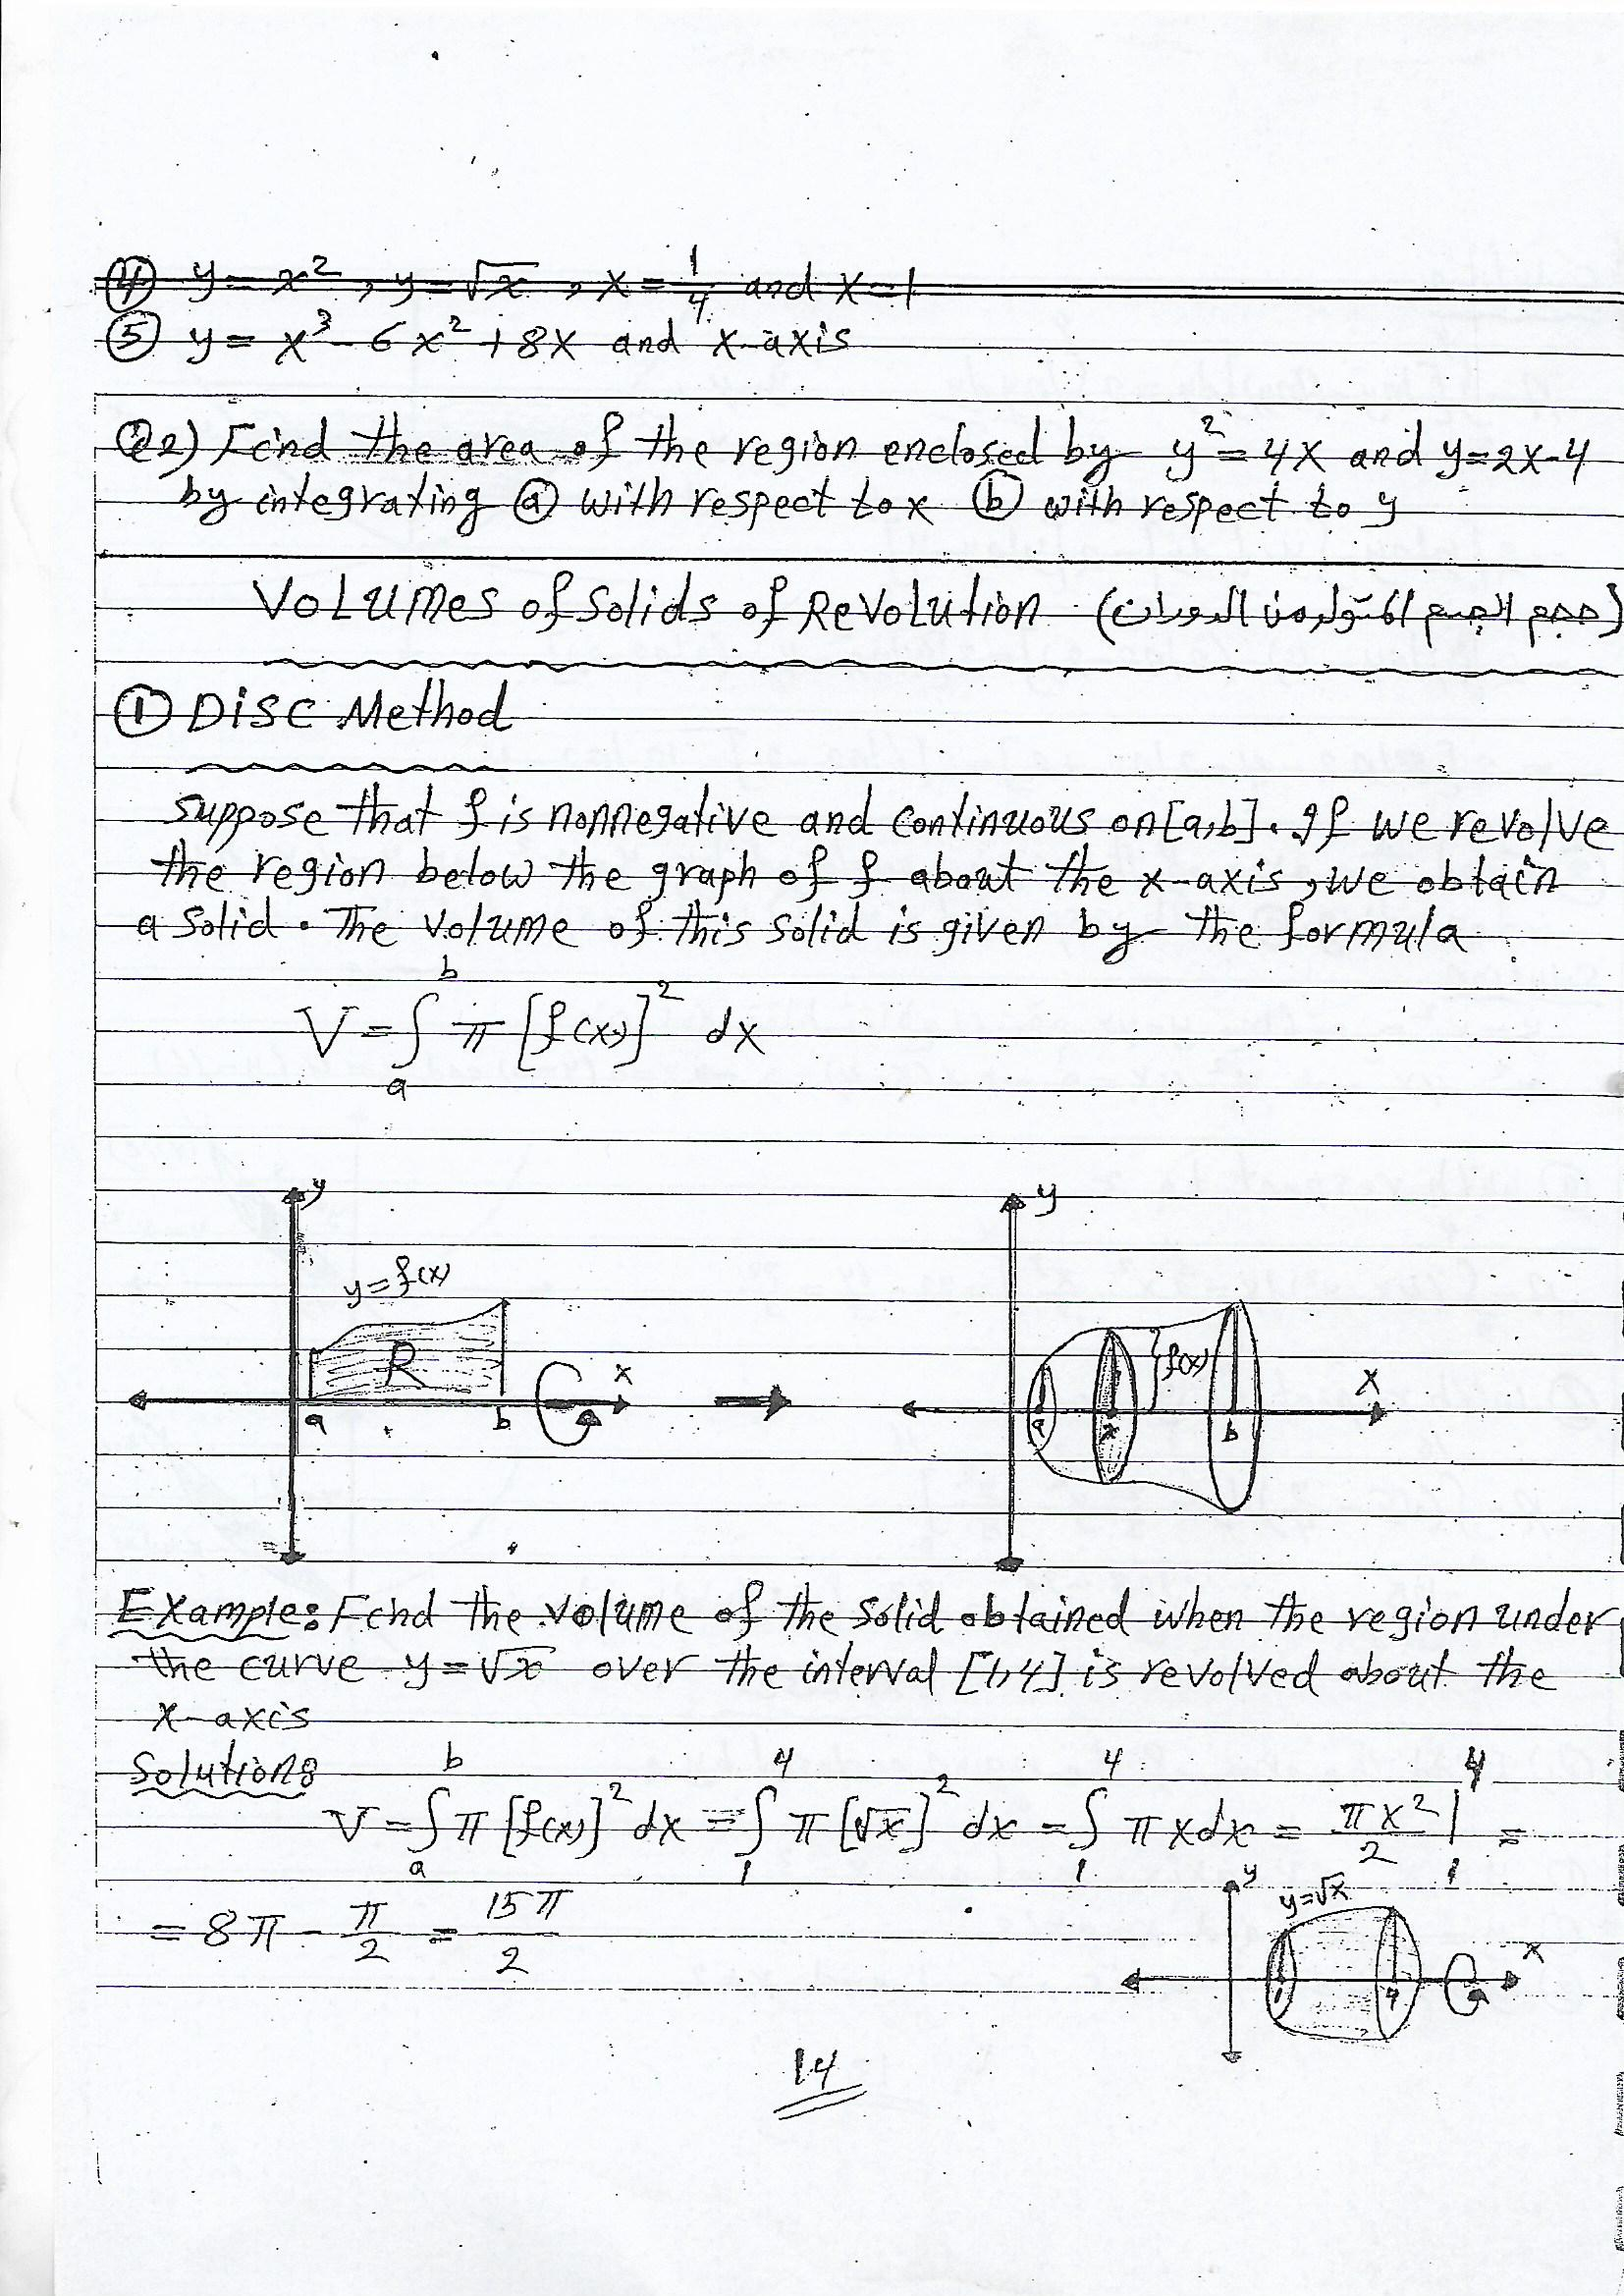 ④ y = x², y = √x, x = 1/4 and x = 1
⑤ y = x³ - 6x² + 8x and x-axis
Q2) Find the area of the region enclosed by y² = 4x and y = 2x-4
by integrating ⓐ with respect to x ⓑ with respect to y
Volumes of Solids of Revolution (حجم الجسم المتولد من الدوران)
① Disc Method
Suppose that f is nonnegative and continuous on [a,b]. If we revolve
the region below the graph of f about the x-axis, we obtain
a solid. The volume of this solid is given by the formula
V = ∫ₐᵇ π [f(x)]² dx
y
y = f(x)
R
x
a b
y
f(x)
x
a x b
Example: Find the volume of the solid obtained when the region under
the curve y = √x over the interval [1,4] is revolved about the
x-axis
Solution:
V = ∫ₐᵇ π [f(x)]² dx = ∫₁⁴ π [√x]² dx = ∫₁⁴ π x dx = πx²/2 |₁⁴ =
= 8π - π/2 = 15π/2
y
y = √x
x
1 4
14